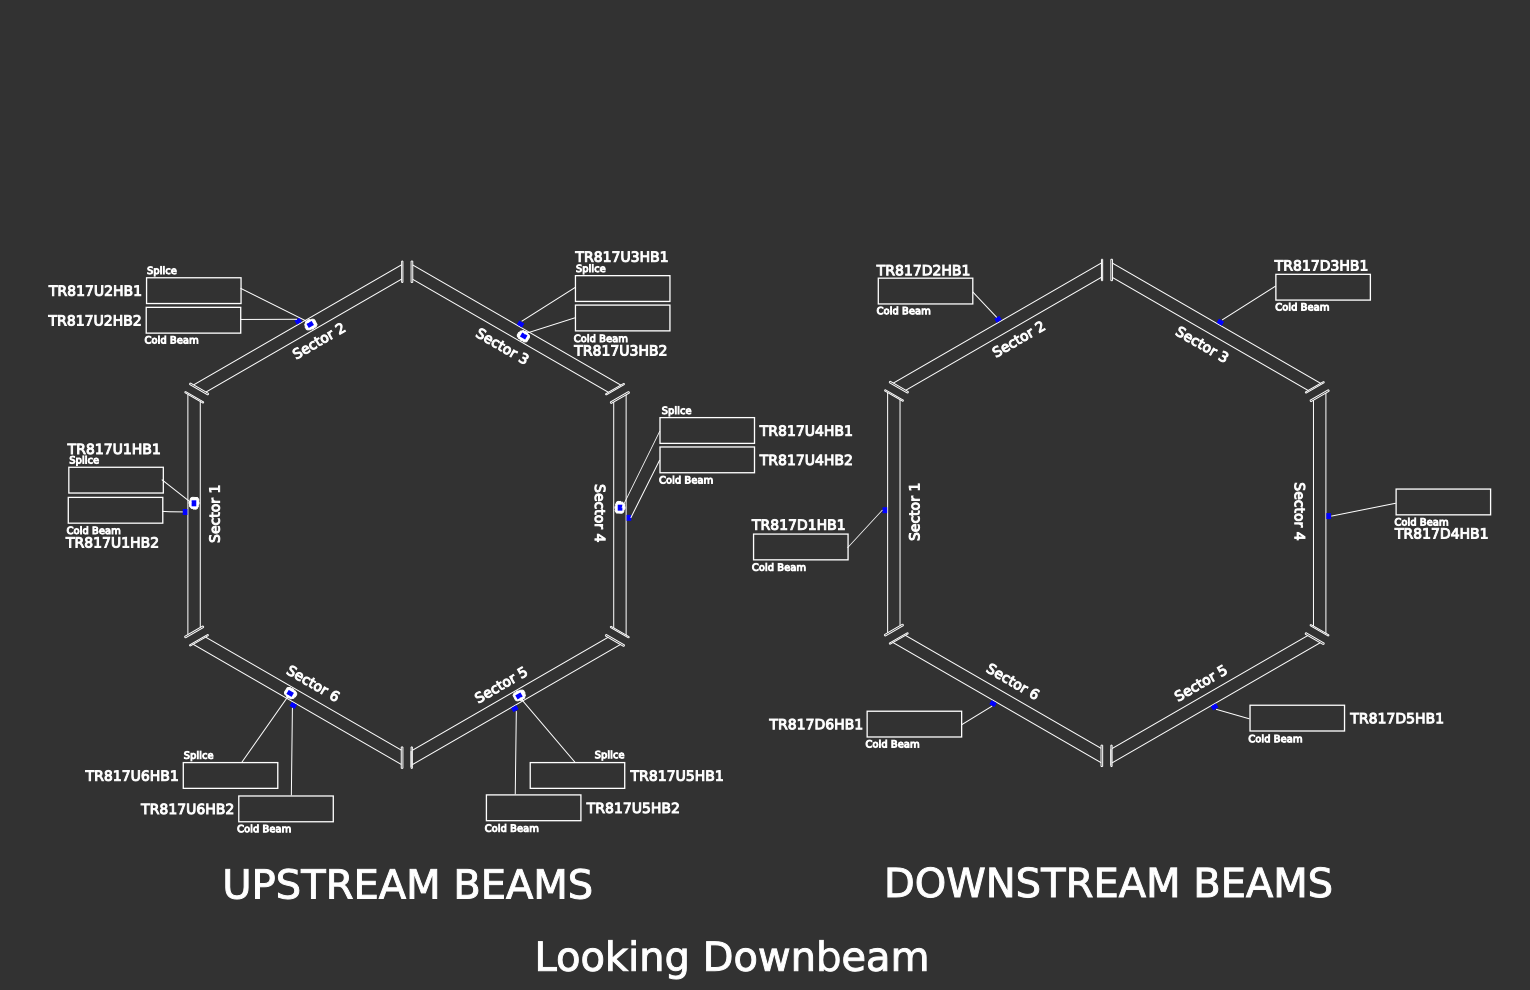 Splice
TR817U2HB1
TR817U2HB2
Cold Beam
Sector 2
TR817U3HB1
Splice
Cold Beam
TR817U3HB2
Sector 3
TR817U1HB1
Splice
Cold Beam
TR817U1HB2
Sector 1
Splice
TR817U4HB1
TR817U4HB2
Cold Beam
Sector 4
Sector 6
Splice
TR817U6HB1
TR817U6HB2
Cold Beam
Sector 5
Splice
TR817U5HB1
TR817U5HB2
Cold Beam
UPSTREAM BEAMS
TR817D2HB1
Cold Beam
Sector 2
TR817D3HB1
Cold Beam
Sector 3
TR817D1HB1
Cold Beam
Sector 1
Sector 4
Cold Beam
TR817D4HB1
Sector 6
TR817D6HB1
Cold Beam
Sector 5
TR817D5HB1
Cold Beam
DOWNSTREAM BEAMS
Looking Downbeam